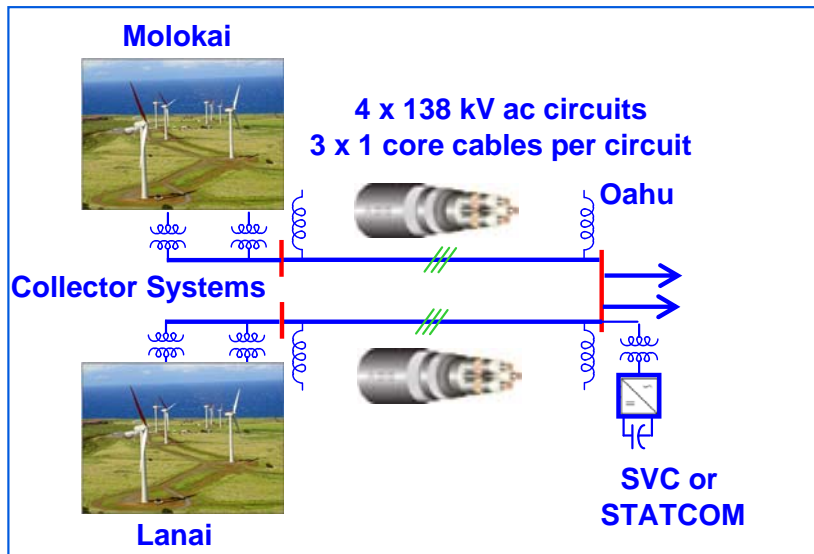 Molokai
4 x 138 kV ac circuits
3 x 1 core cables per circuit
Oahu
Collector Systems
SVC or
STATCOM
Lanai